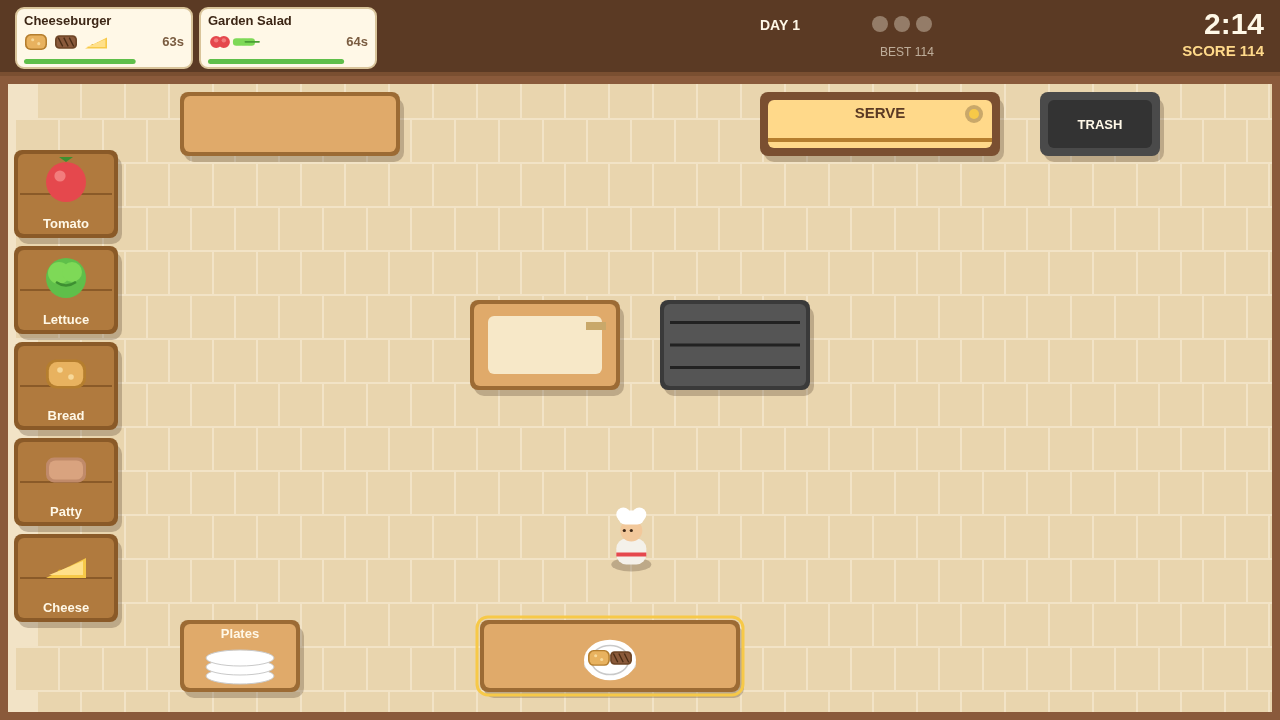 Cheeseburger
63s
Garden Salad
64s
DAY 1
BEST 114
2:14
SCORE 114
SERVE
TRASH
Tomato
Lettuce
Bread
Patty
Cheese
Plates